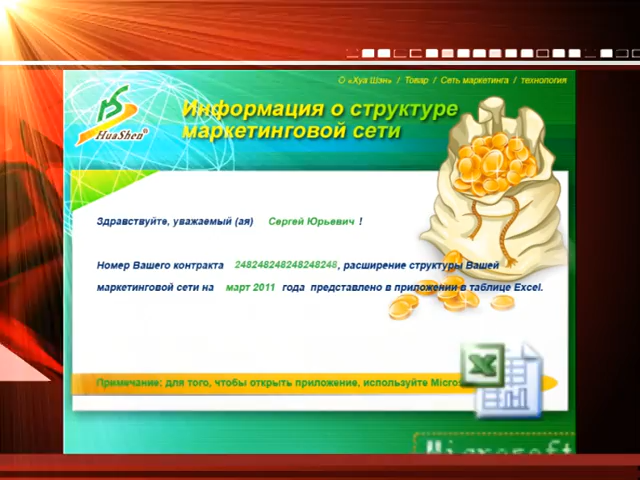 О «Хуа Шэн» / Товар / Сеть маркетинга / технология
Информация о структуре
маркетинговой сети
HuaShen®
Здравствуйте, уважаемый (ая) Сергей Юрьевич !
Номер Вашего контракта 248248248248248248, расширение структуры Вашей
маркетинговой сети на март 2011 года представлено в приложении в таблице Excel.
Примечание: для того, чтобы открыть приложение, используйте Micros
Microsoft